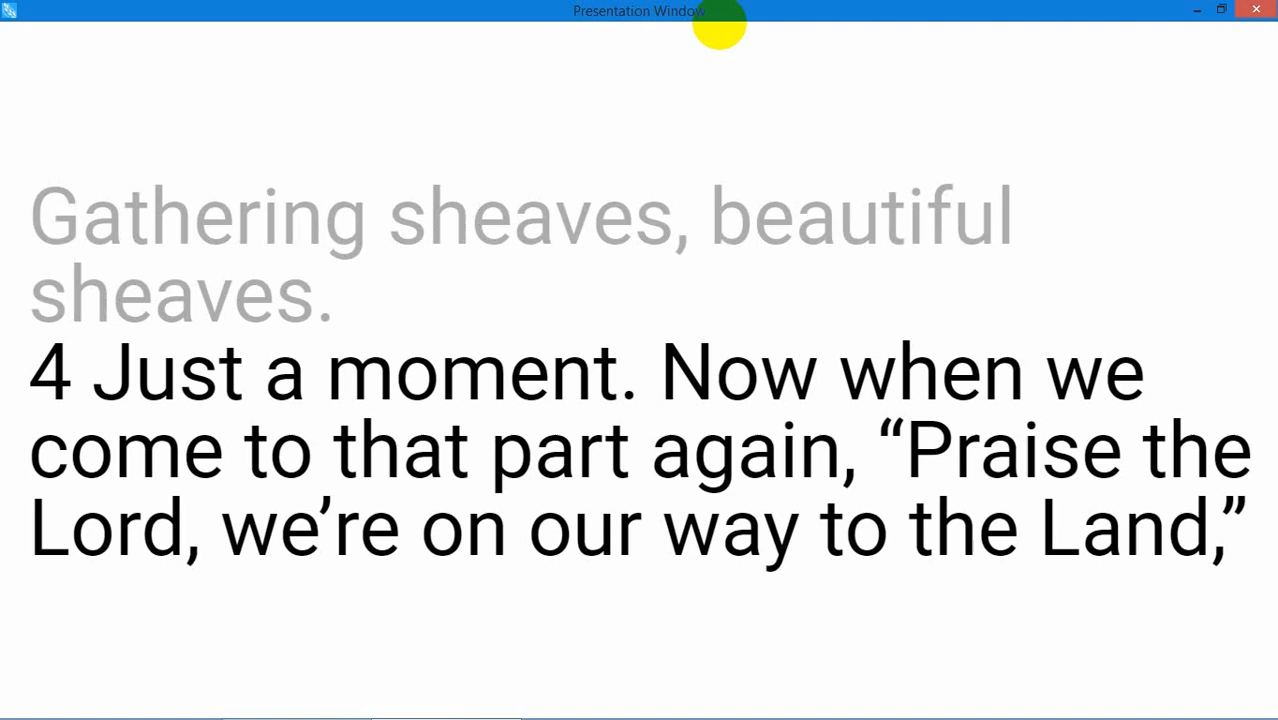 Presentation Window
Gathering sheaves, beautiful
sheaves.
4 Just a moment. Now when we
come to that part again, “Praise the
Lord, we’re on our way to the Land,”